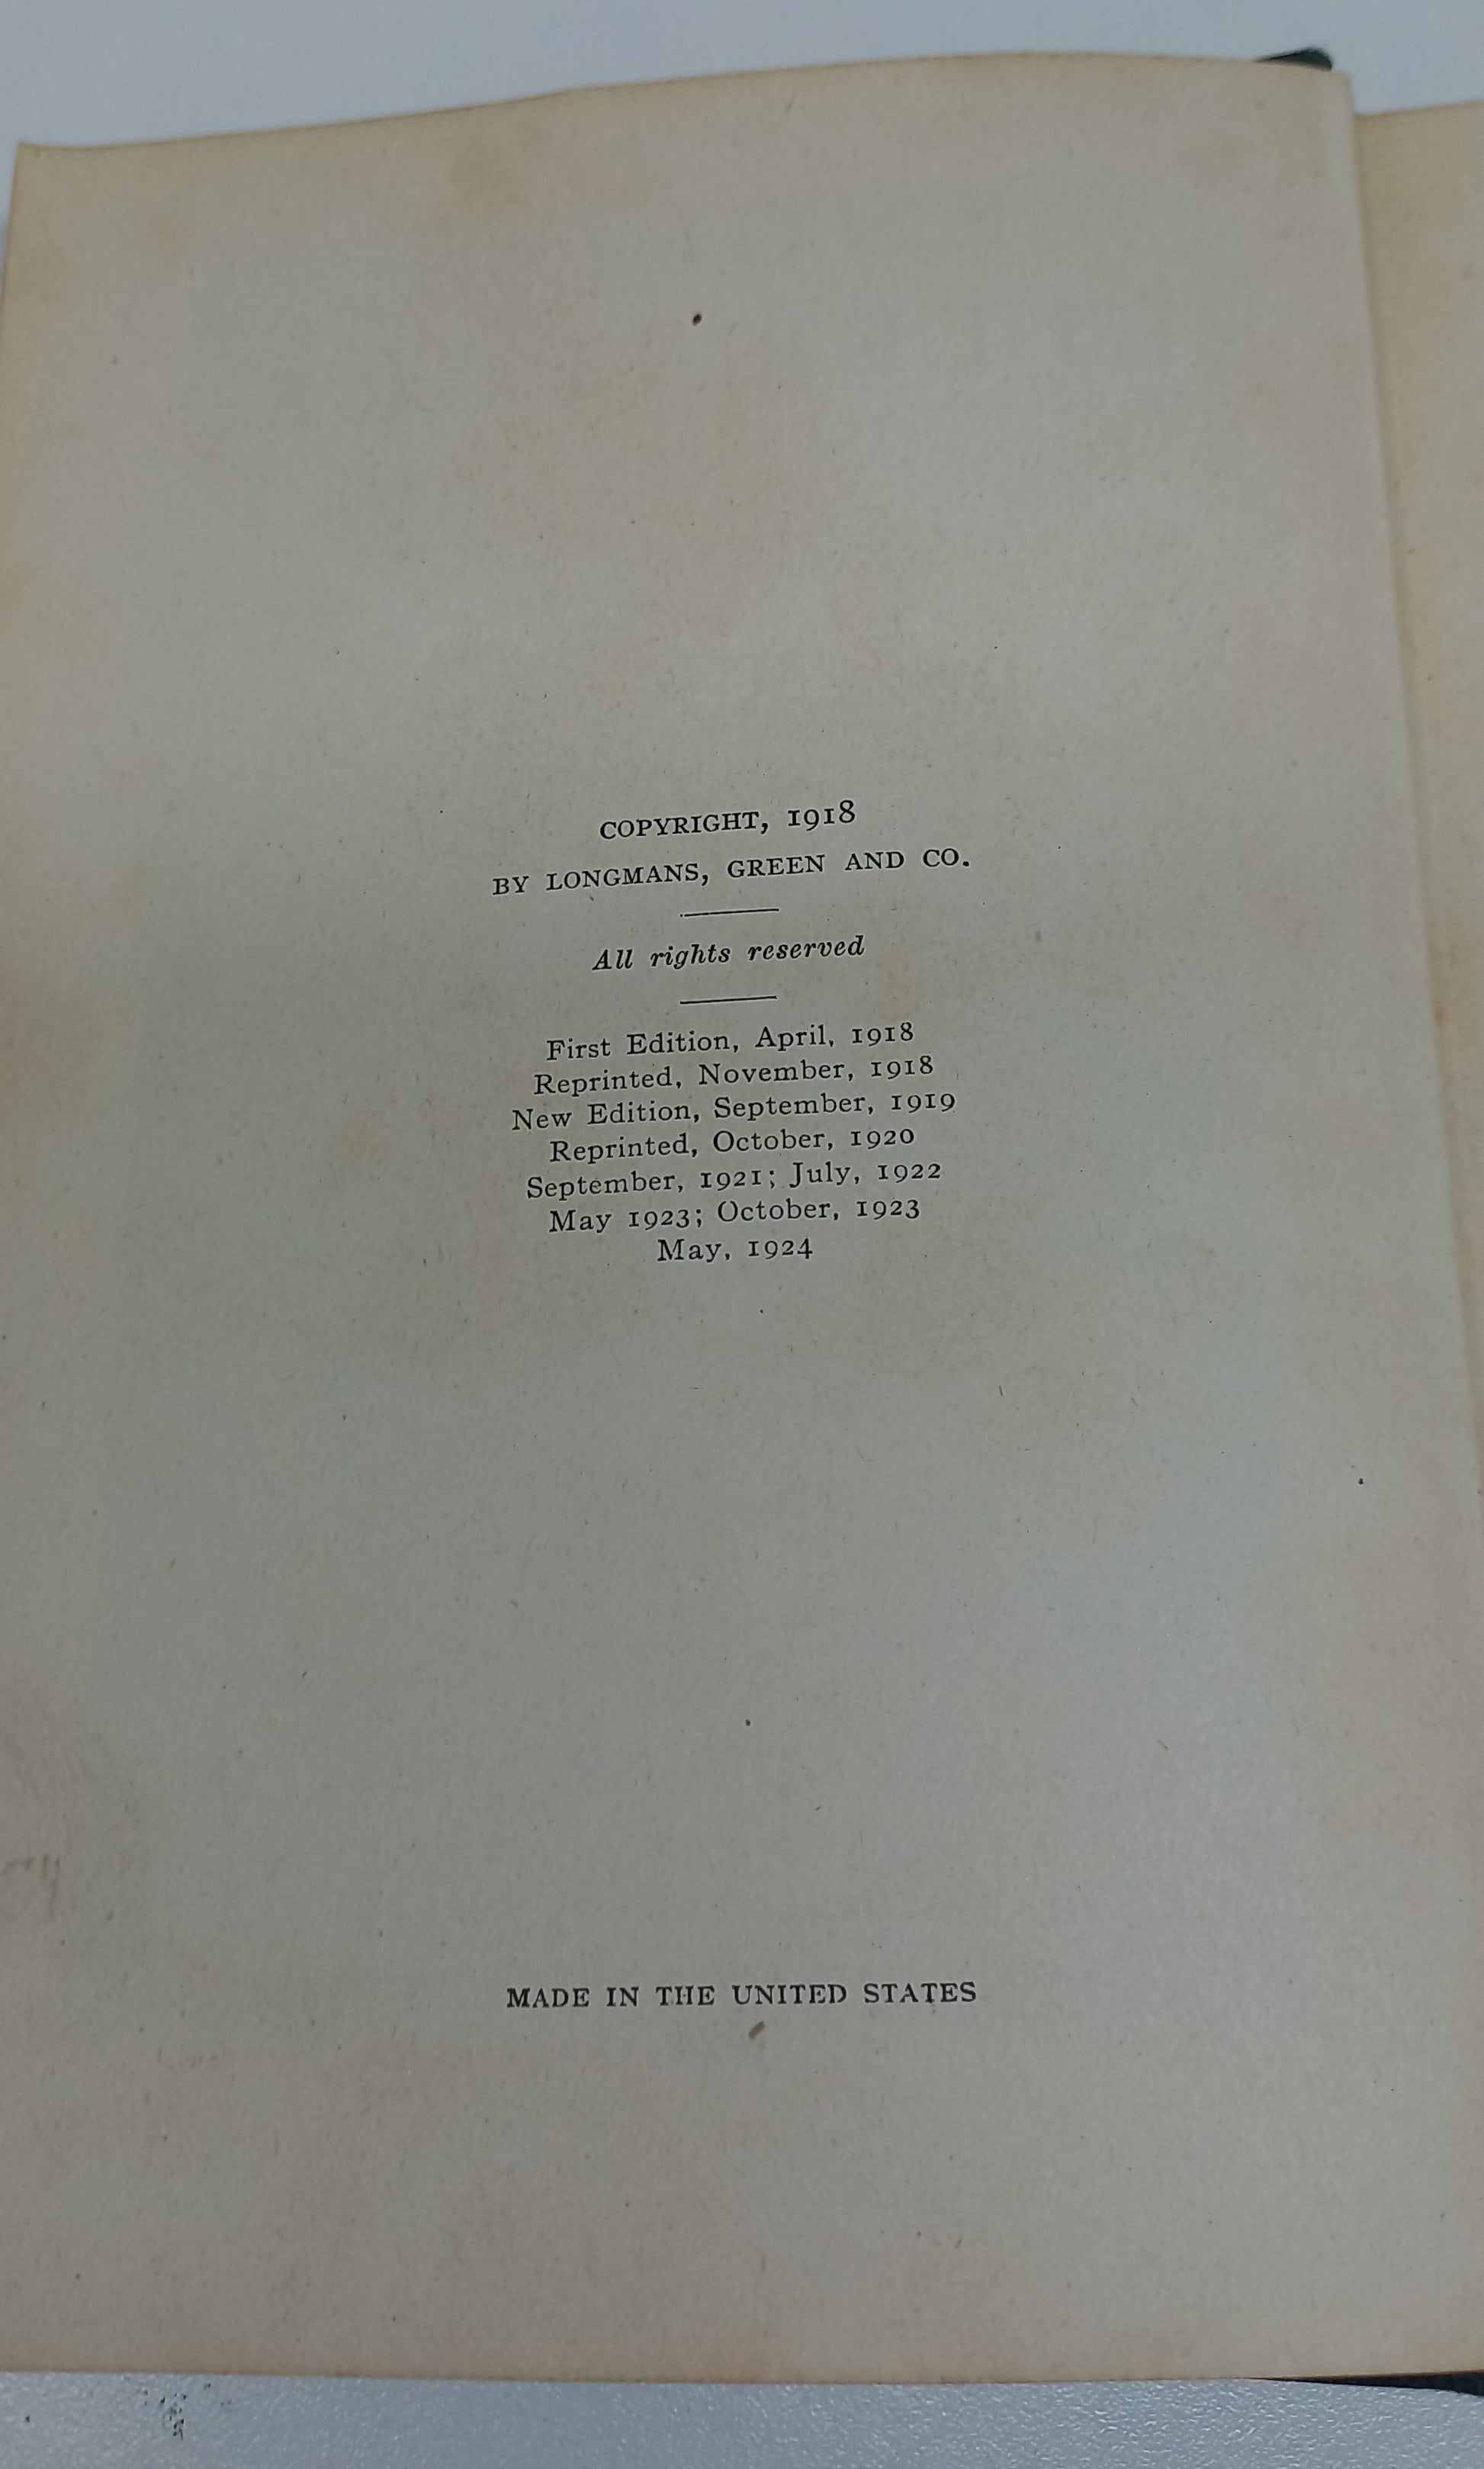 COPYRIGHT, 1918
BY LONGMANS, GREEN AND CO.
All rights reserved
First Edition, April, 1918
Reprinted, November, 1918
New Edition, September, 1919
Reprinted, October, 1920
September, 1921; July, 1922
May 1923; October, 1923
May, 1924
MADE IN THE UNITED STATES